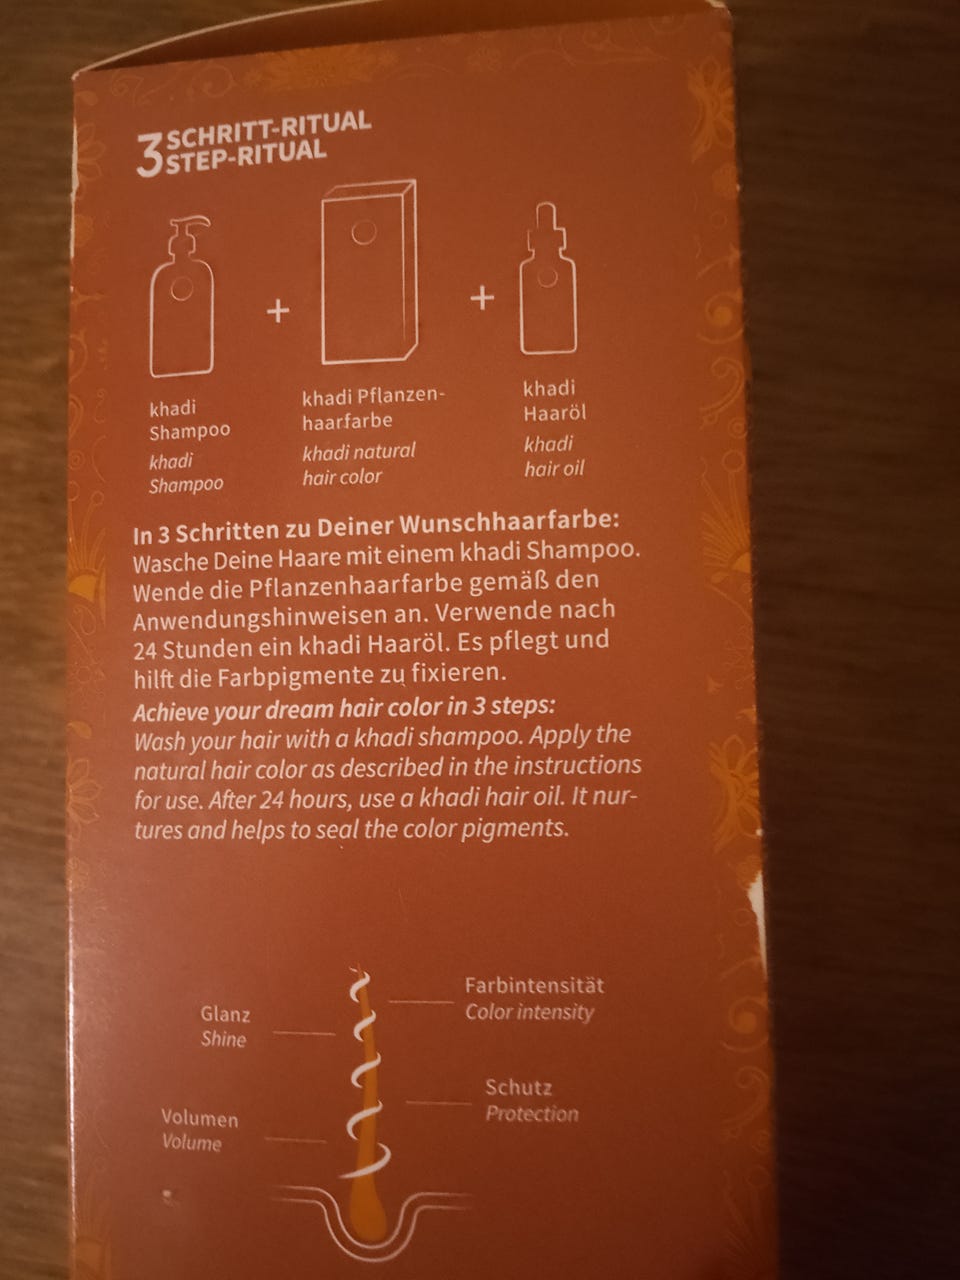 3 SCHRITT-RITUAL
STEP-RITUAL
khadi
Shampoo
khadi
Shampoo
khadi Pflanzen-
haarfarbe
khadi natural
hair color
khadi
Haaröl
khadi
hair oil
In 3 Schritten zu Deiner Wunschhaarfarbe:
Wasche Deine Haare mit einem khadi Shampoo.
Wende die Pflanzenhaarfarbe gemäß den
Anwendungshinweisen an. Verwende nach
24 Stunden ein khadi Haaröl. Es pflegt und
hilft die Farbpigmente zu fixieren.
Achieve your dream hair color in 3 steps:
Wash your hair with a khadi shampoo. Apply the
natural hair color as described in the instructions
for use. After 24 hours, use a khadi hair oil. It nur-
tures and helps to seal the color pigments.
Farbintensität
Color intensity
Glanz
Shine
Schutz
Protection
Volumen
Volume